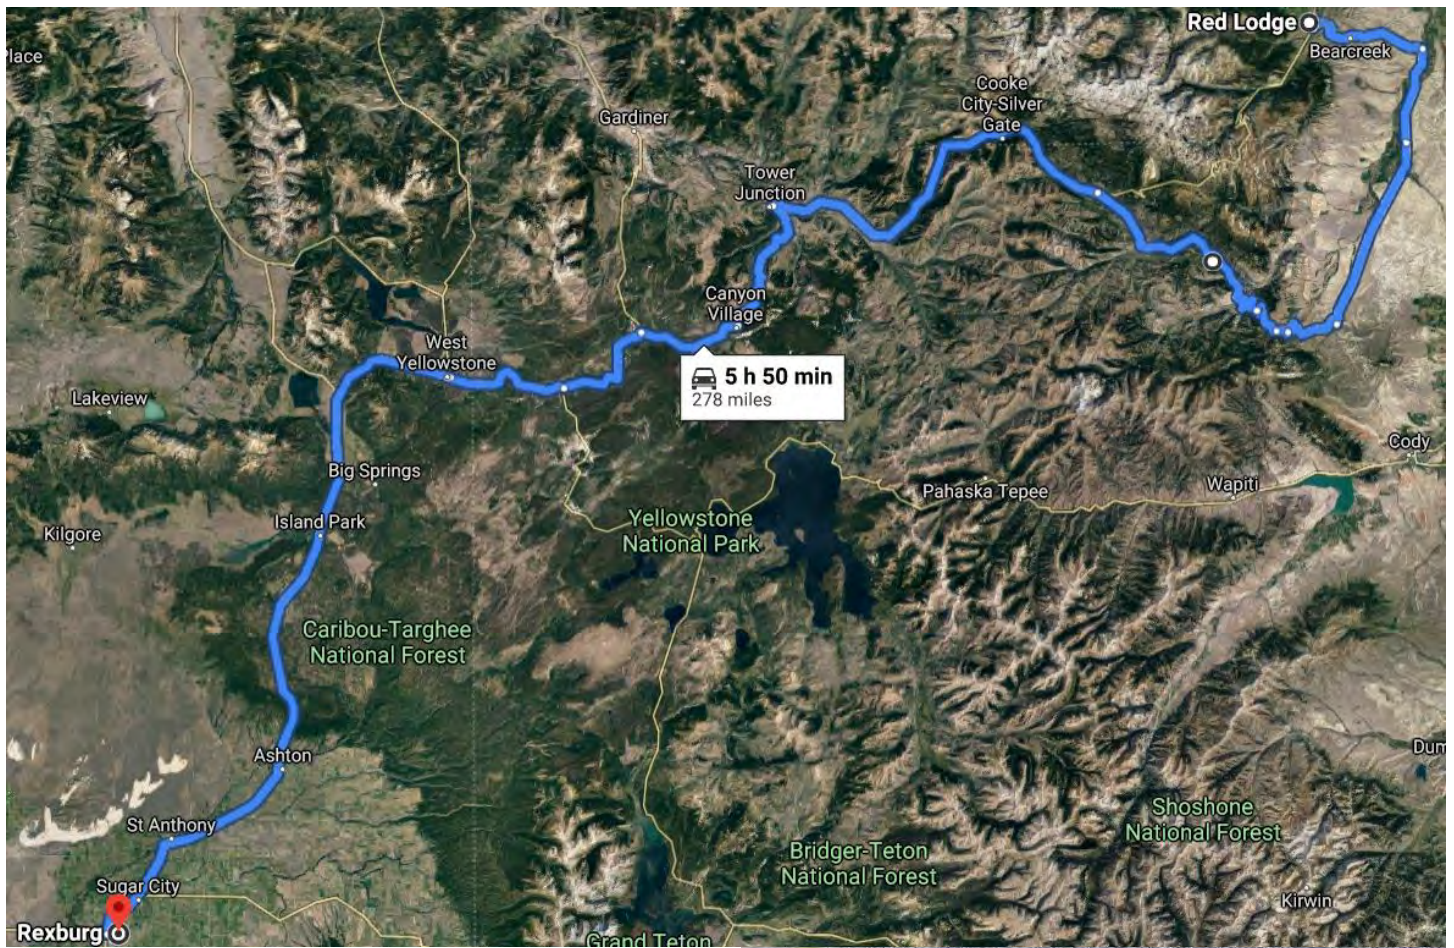 Red Lodge
Bearcreek
Place
Cooke
City-Silver
Gate
Gardiner
Tower
Junction
Canyon
Village
West
Yellowstone
5 h 50 min
278 miles
Lakeview
Cody
Big Springs
Wapiti
Pahaska Tepee
Island Park
Yellowstone
National Park
Kilgore
Caribou-Targhee
National Forest
Ashton
Dum
St Anthony
Shoshone
National Forest
Bridger-Teton
National Forest
Sugar City
Kirwin
Rexburg
Grand Teton